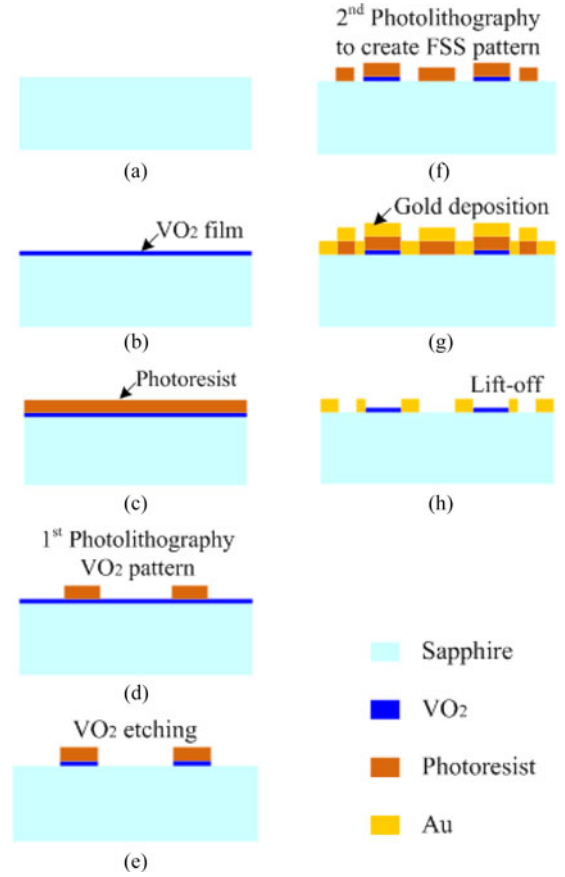 (a)
VO₂ film
(b)
Photoresist
(c)
1st Photolithography
VO₂ pattern
(d)
VO₂ etching
(e)
2nd Photolithography
to create FSS pattern
(f)
Gold deposition
(g)
Lift-off
(h)
Sapphire
VO₂
Photoresist
Au